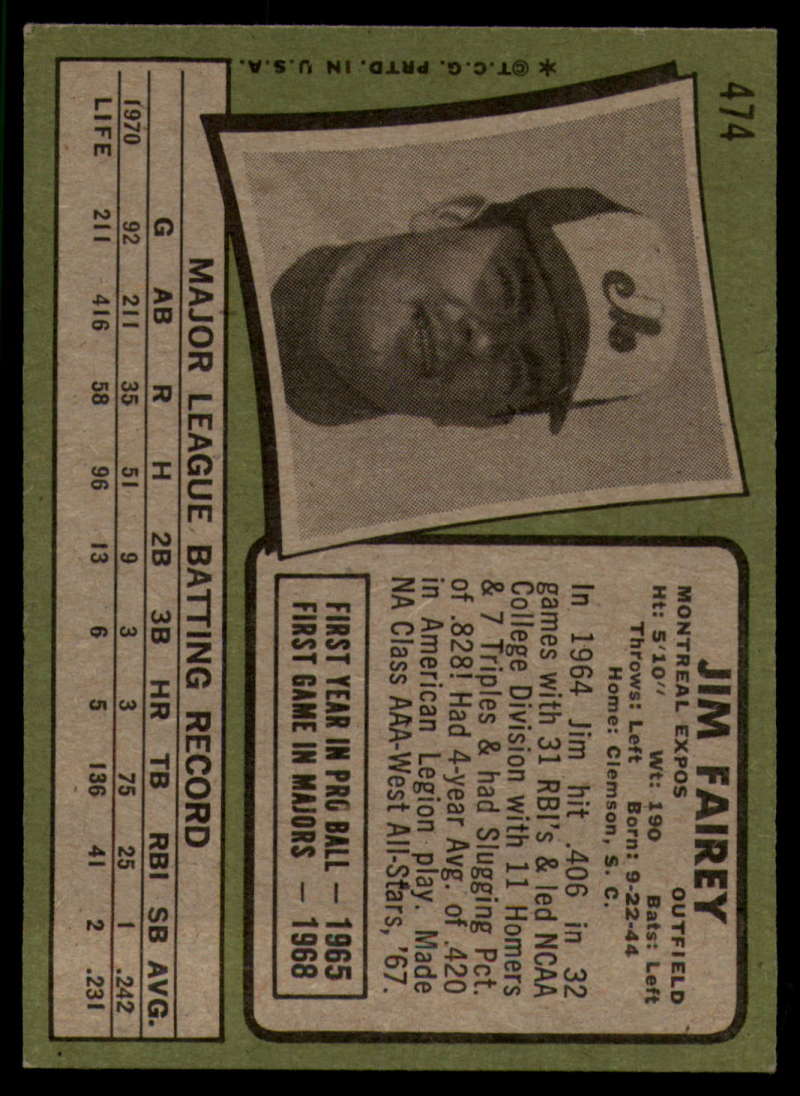 474
JIM FAIREY
MONTREAL EXPOS OUTFIELD
Ht: 5'10" Wt: 190 Bats: Left
Throws: Left Born: 9-22-44
Home: Clemson, S. C.
In 1964 Jim hit .406 in 32
games with 31 RBI's & led NCAA
College Division with 11 Homers
& 7 Triples & had Slugging Pct.
of .828! Had 4-year Avg. of .420
in American Legion play. Made
NA Class AAA-West All-Stars, '67.
FIRST YEAR IN PRO BALL — 1965
FIRST GAME IN MAJORS — 1968
MAJOR LEAGUE BATTING RECORD
G AB R H 2B 3B HR TB RBI SB AVG.
1970 92 211 35 51 9 3 3 75 25 1 .242
LIFE 211 416 58 96 13 6 5 136 41 2 .231
*©T.C.G. PRTD. IN U.S.A.